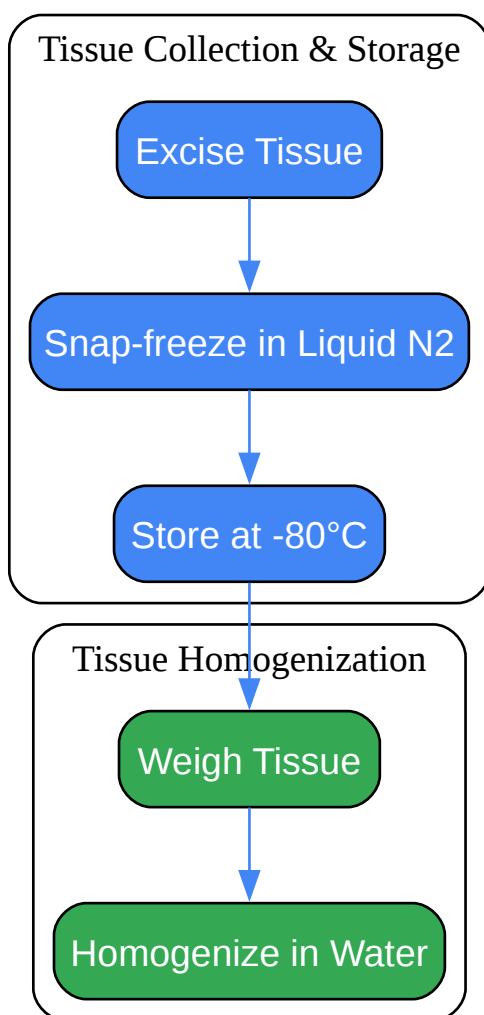 Tissue Collection & Storage
Excise Tissue
Snap-freeze in Liquid N2
Store at -80°C
Tissue Homogenization
Weigh Tissue
Homogenize in Water